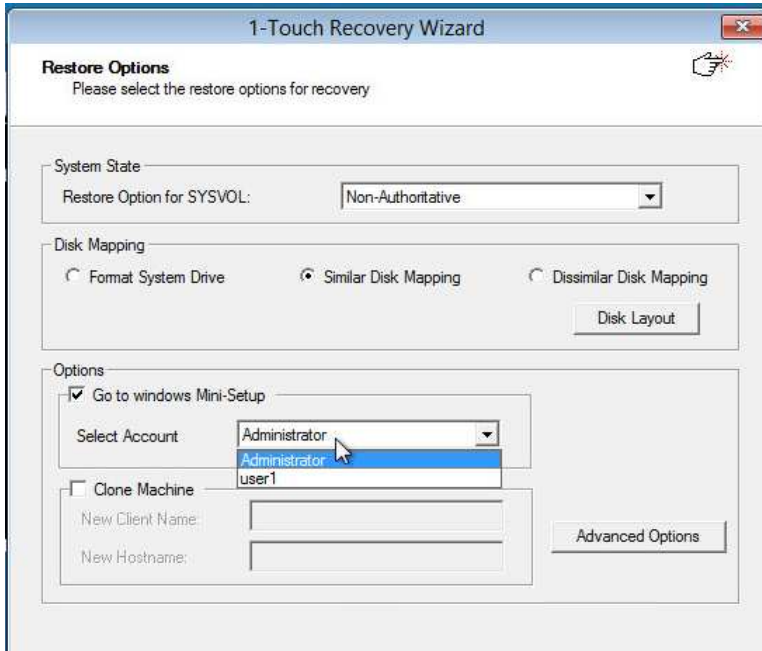 1-Touch Recovery Wizard
Restore Options
Please select the restore options for recovery
System State
Restore Option for SYSVOL: Non-Authoritative
Disk Mapping
Format System Drive Similar Disk Mapping Dissimilar Disk Mapping
Disk Layout
Options
Go to windows Mini-Setup
Select Account Administrator
Administrator
user1
Clone Machine
New Client Name:
Advanced Options
New Hostname: